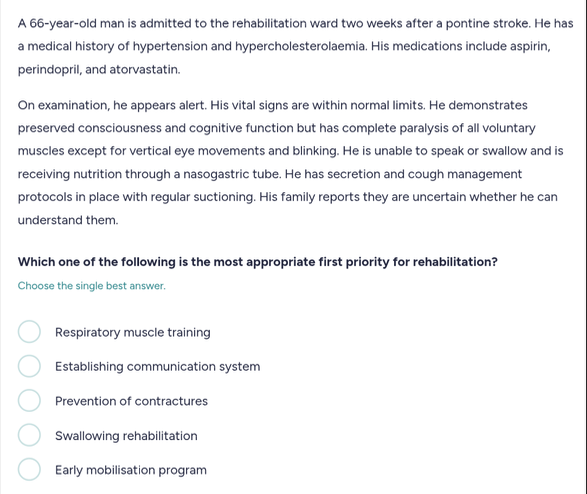 A 66-year-old man is admitted to the rehabilitation ward two weeks after a pontine stroke. He has
a medical history of hypertension and hypercholesterolaemia. His medications include aspirin,
perindopril, and atorvastatin.
On examination, he appears alert. His vital signs are within normal limits. He demonstrates
preserved consciousness and cognitive function but has complete paralysis of all voluntary
muscles except for vertical eye movements and blinking. He is unable to speak or swallow and is
receiving nutrition through a nasogastric tube. He has secretion and cough management
protocols in place with regular suctioning. His family reports they are uncertain whether he can
understand them.
Which one of the following is the most appropriate first priority for rehabilitation?
Choose the single best answer.
Respiratory muscle training
Establishing communication system
Prevention of contractures
Swallowing rehabilitation
Early mobilisation program